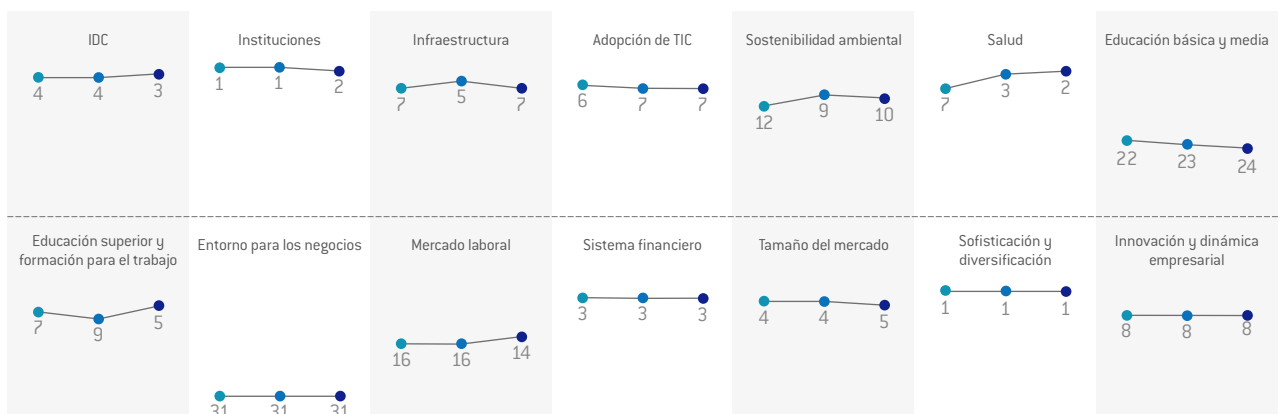 IDC
4 4 3
Instituciones
1 1 2
Infraestructura
7 5 7
Adopción de TIC
6 7 7
Sostenibilidad ambiental
12 9 10
Salud
7 3 2
Educación básica y media
22 23 24
Educación superior y
formación para el trabajo
7 9 5
Entorno para los negocios
31 31 31
Mercado laboral
16 16 14
Sistema financiero
3 3 3
Tamaño del mercado
4 4 5
Sofisticación y
diversificación
1 1 1
Innovación y dinámica
empresarial
8 8 8